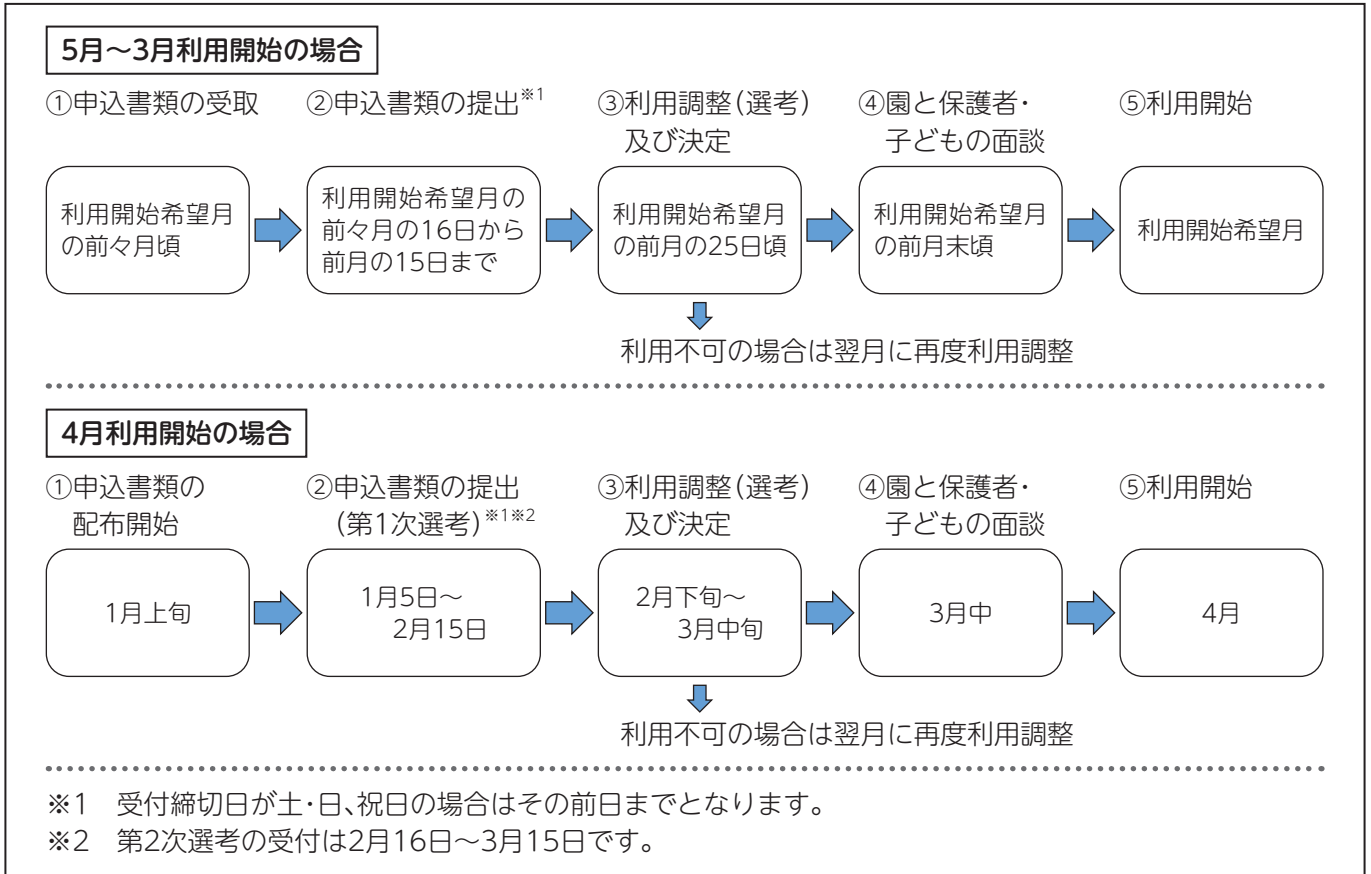 5月～3月利用開始の場合
①申込書類の受取
②申込書類の提出※1
③利用調整(選考)
及び決定
④園と保護者・
子どもの面談
⑤利用開始
利用開始希望月
の前々月頃
利用開始希望月の
前々月の16日から
前月の15日まで
利用開始希望月
の前月の25日頃
利用開始希望月
の前月末頃
利用開始希望月
利用不可の場合は翌月に再度利用調整
4月利用開始の場合
①申込書類の
配布開始
②申込書類の提出
(第1次選考)※1※2
③利用調整(選考)
及び決定
④園と保護者・
子どもの面談
⑤利用開始
1月上旬
1月5日～
2月15日
2月下旬～
3月中旬
3月中
4月
利用不可の場合は翌月に再度利用調整
※1 受付締切日が土・日、祝日の場合はその前日までとなります。
※2 第2次選考の受付は2月16日～3月15日です。